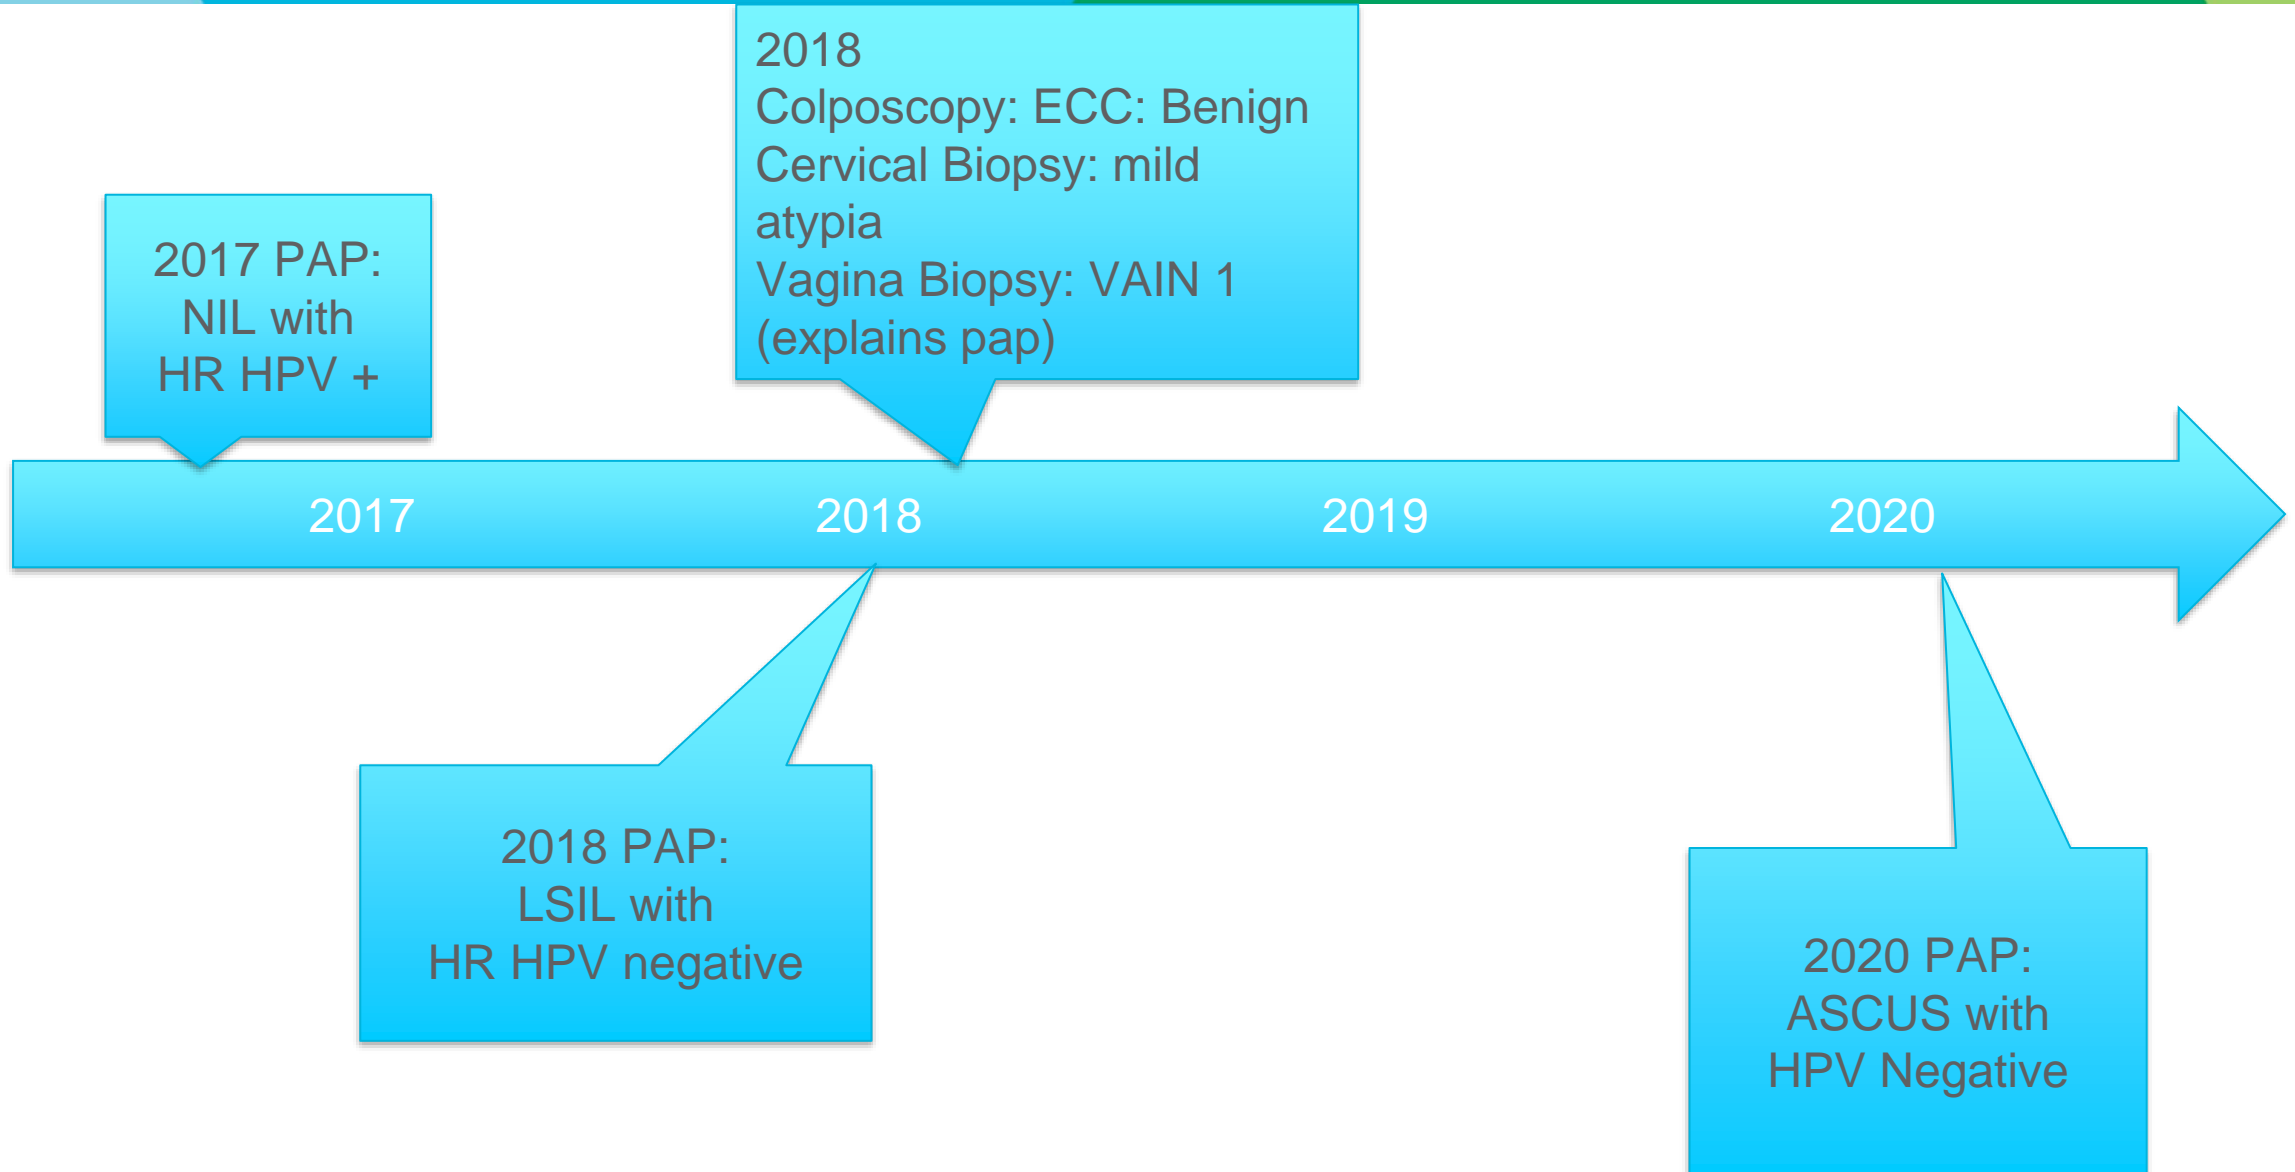 2018
Colposcopy: ECC: Benign
Cervical Biopsy: mild
atypia
Vagina Biopsy: VAIN 1
(explains pap)
2017 PAP:
NIL with
HR HPV +
2017
2018
2019
2020
2018 PAP:
LSIL with
HR HPV negative
2020 PAP:
ASCUS with
HPV Negative